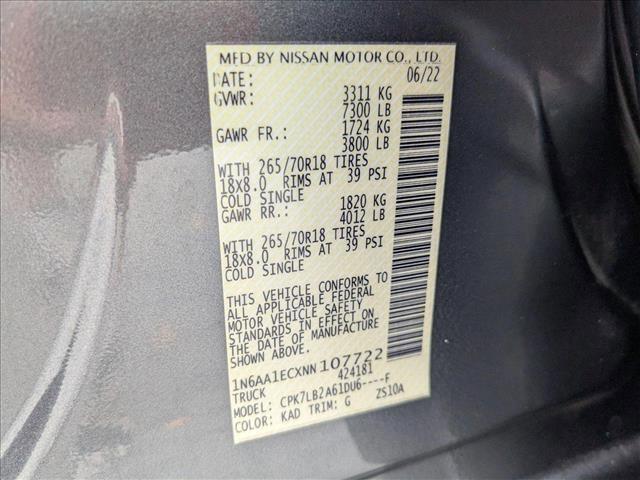 MFD BY NISSAN MOTOR CO., LTD.
DATE: 06/22
GVWR: 3311 KG
7300 LB
GAWR FR.: 1724 KG
3800 LB
WITH 265/70R18 TIRES
18X8.0 RIMS AT 39 PSI
COLD SINGLE
GAWR RR.: 1820 KG
4012 LB
WITH 265/70R18 TIRES
18X8.0 RIMS AT 39 PSI
COLD SINGLE
THIS VEHICLE CONFORMS TO
ALL APPLICABLE FEDERAL
MOTOR VEHICLE SAFETY
STANDARDS IN EFFECT ON
THE DATE OF MANUFACTURE
SHOWN ABOVE.
1N6AA1ECXNN107722
TRUCK 424181
MODEL: CPK7LB2A61DU6----F
COLOR: KAD TRIM: G ZS10A